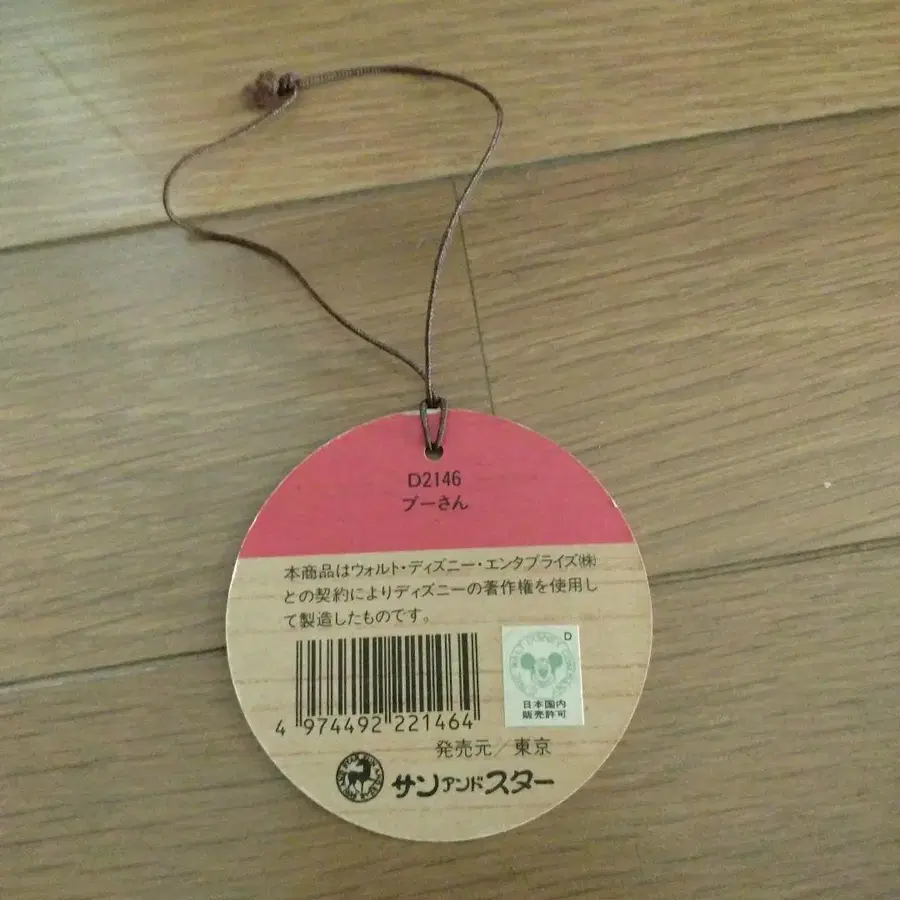 D2146
プーさん
本商品はウォルト・ディズニー・エンタプライズ㈱
との契約によりディズニーの著作権を使用し
て製造したものです。
D
日本国内
販売許可
4 974492 221464
発売元/東京
サンアンドスター